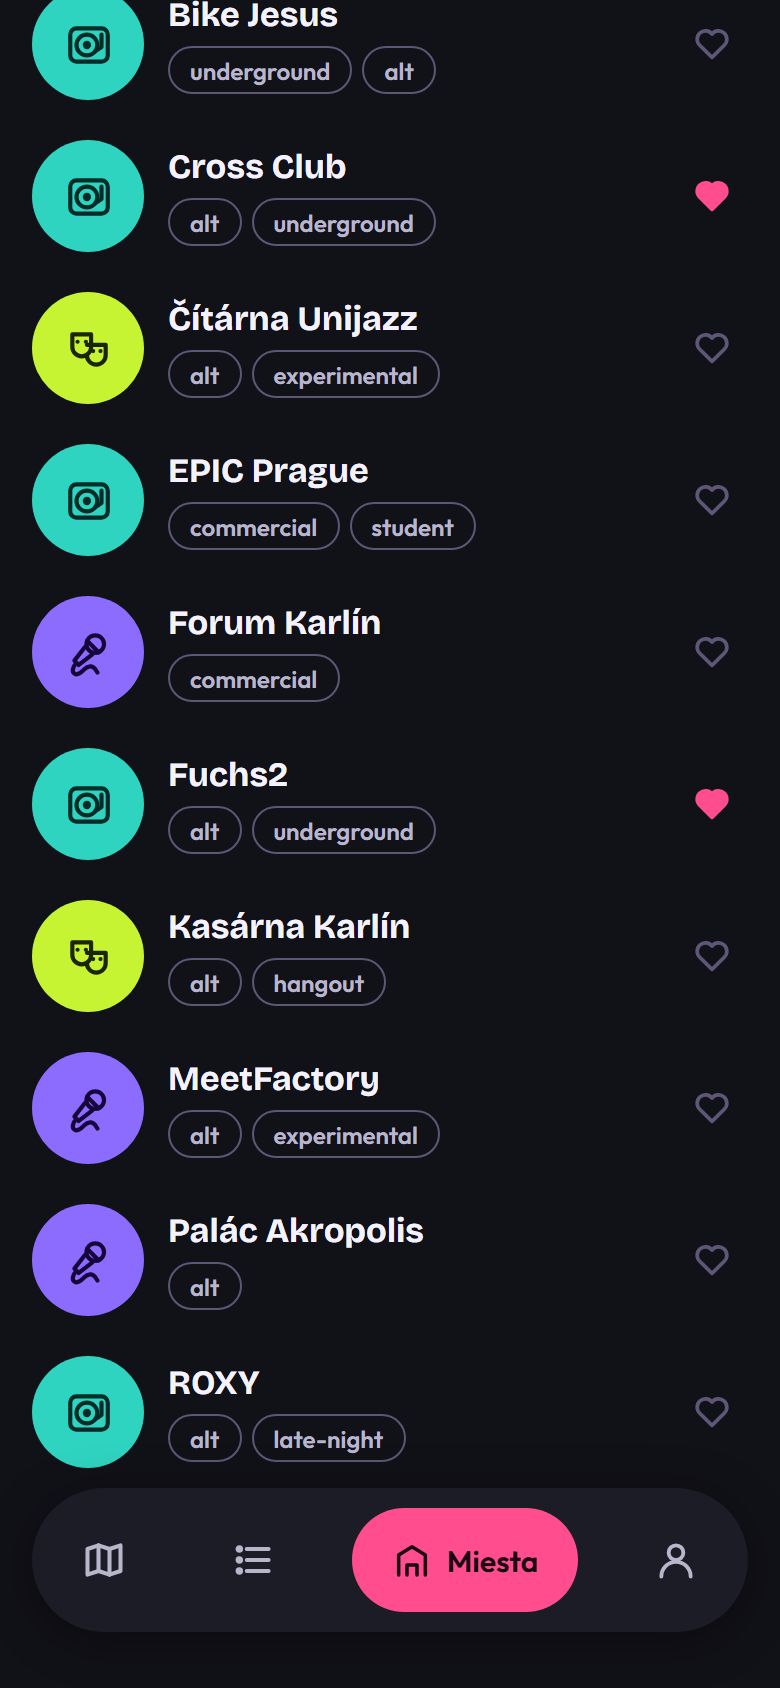 Bike Jesus
underground alt
Cross Club
alt underground
Čítárna Unijazz
alt experimental
EPIC Prague
commercial student
Forum Karlín
commercial
Fuchs2
alt underground
Kasárna Karlín
alt hangout
MeetFactory
alt experimental
Palác Akropolis
alt
ROXY
alt late-night
Miesta